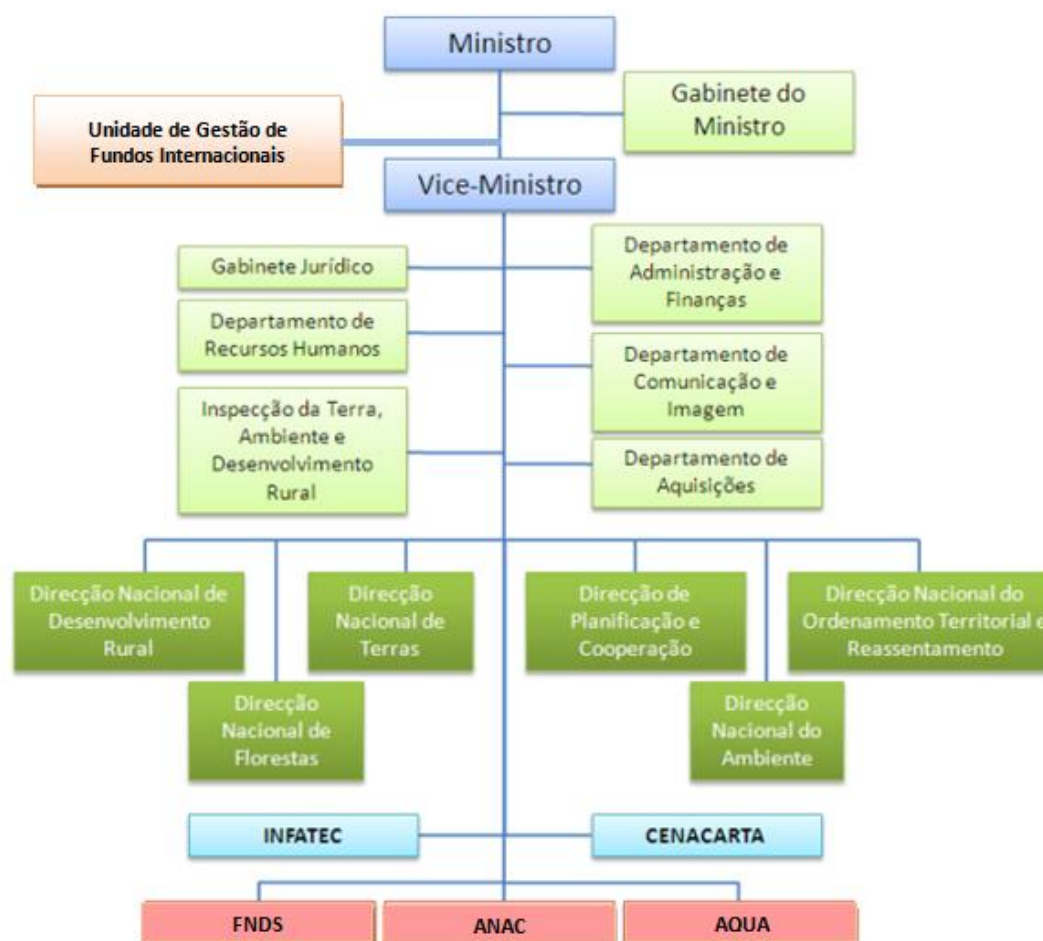 Ministro
Gabinete do
Ministro
Unidade de Gestão de
Fundos Internacionais
Vice-Ministro
Gabinete Jurídico
Departamento de
Administração e
Finanças
Departamento de
Recursos Humanos
Departamento de
Comunicação e
Imagem
Inspecção da Terra,
Ambiente e
Desenvolvimento
Rural
Departamento de
Aquisições
Direcção Nacional de
Desenvolvimento
Rural
Direcção
Nacional de
Terras
Direcção de
Planificação e
Cooperação
Direcção Nacional do
Ordenamento Territorial e
Reassentamento
Direcção
Nacional de
Florestas
Direcção
Nacional do
Ambiente
INFATEC
CENACARTA
FNDS
ANAC
AQUA